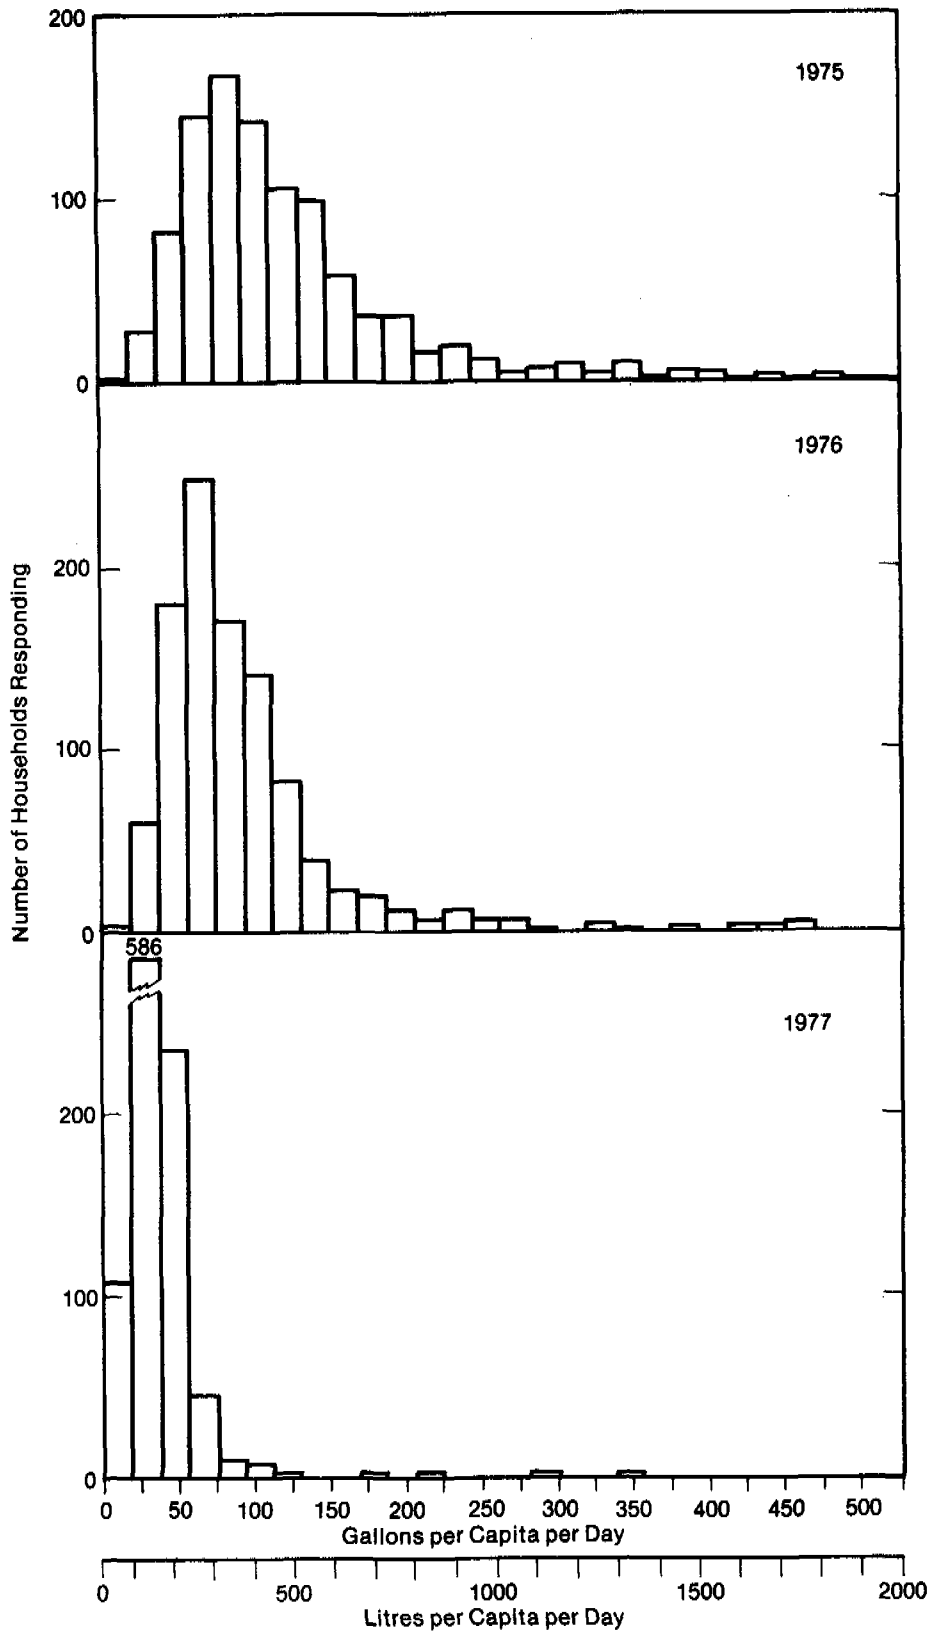 200
1975
100
0
1976
200
100
0
586
1977
200
100
0
Number of Households Responding
0 50 100 150 200 250 300 350 400 450 500
Gallons per Capita per Day
0 500 1000 1500 2000
Litres per Capita per Day